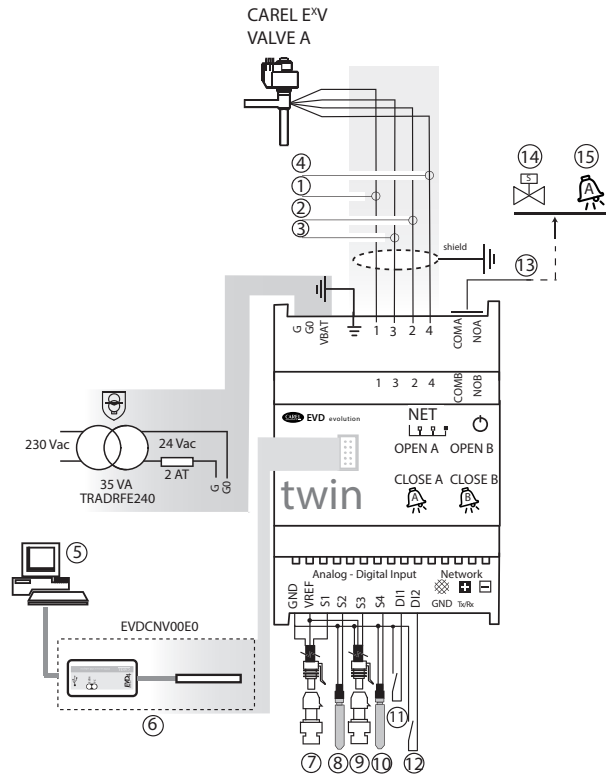 CAREL EXV
VALVE A
4
1
2
3
14
15
S
A
shield
13
G
G0
VBAT
1
3
2
4
COMA
NOA
1 3 2 4
COMB
NOB
CAREL EVD evolution
NET
OPEN A OPEN B
CLOSE A CLOSE B
A
B
twin
230 Vac
24 Vac
2 AT
35 VA
TRADRFE240
G
G0
5
Analog - Digital Input
Network
GND
VREF
S1
S2
S3
S4
DI1
DI2
GND Tx/Rx
EVDCNV00E0
6
7
8
9
10
11
12